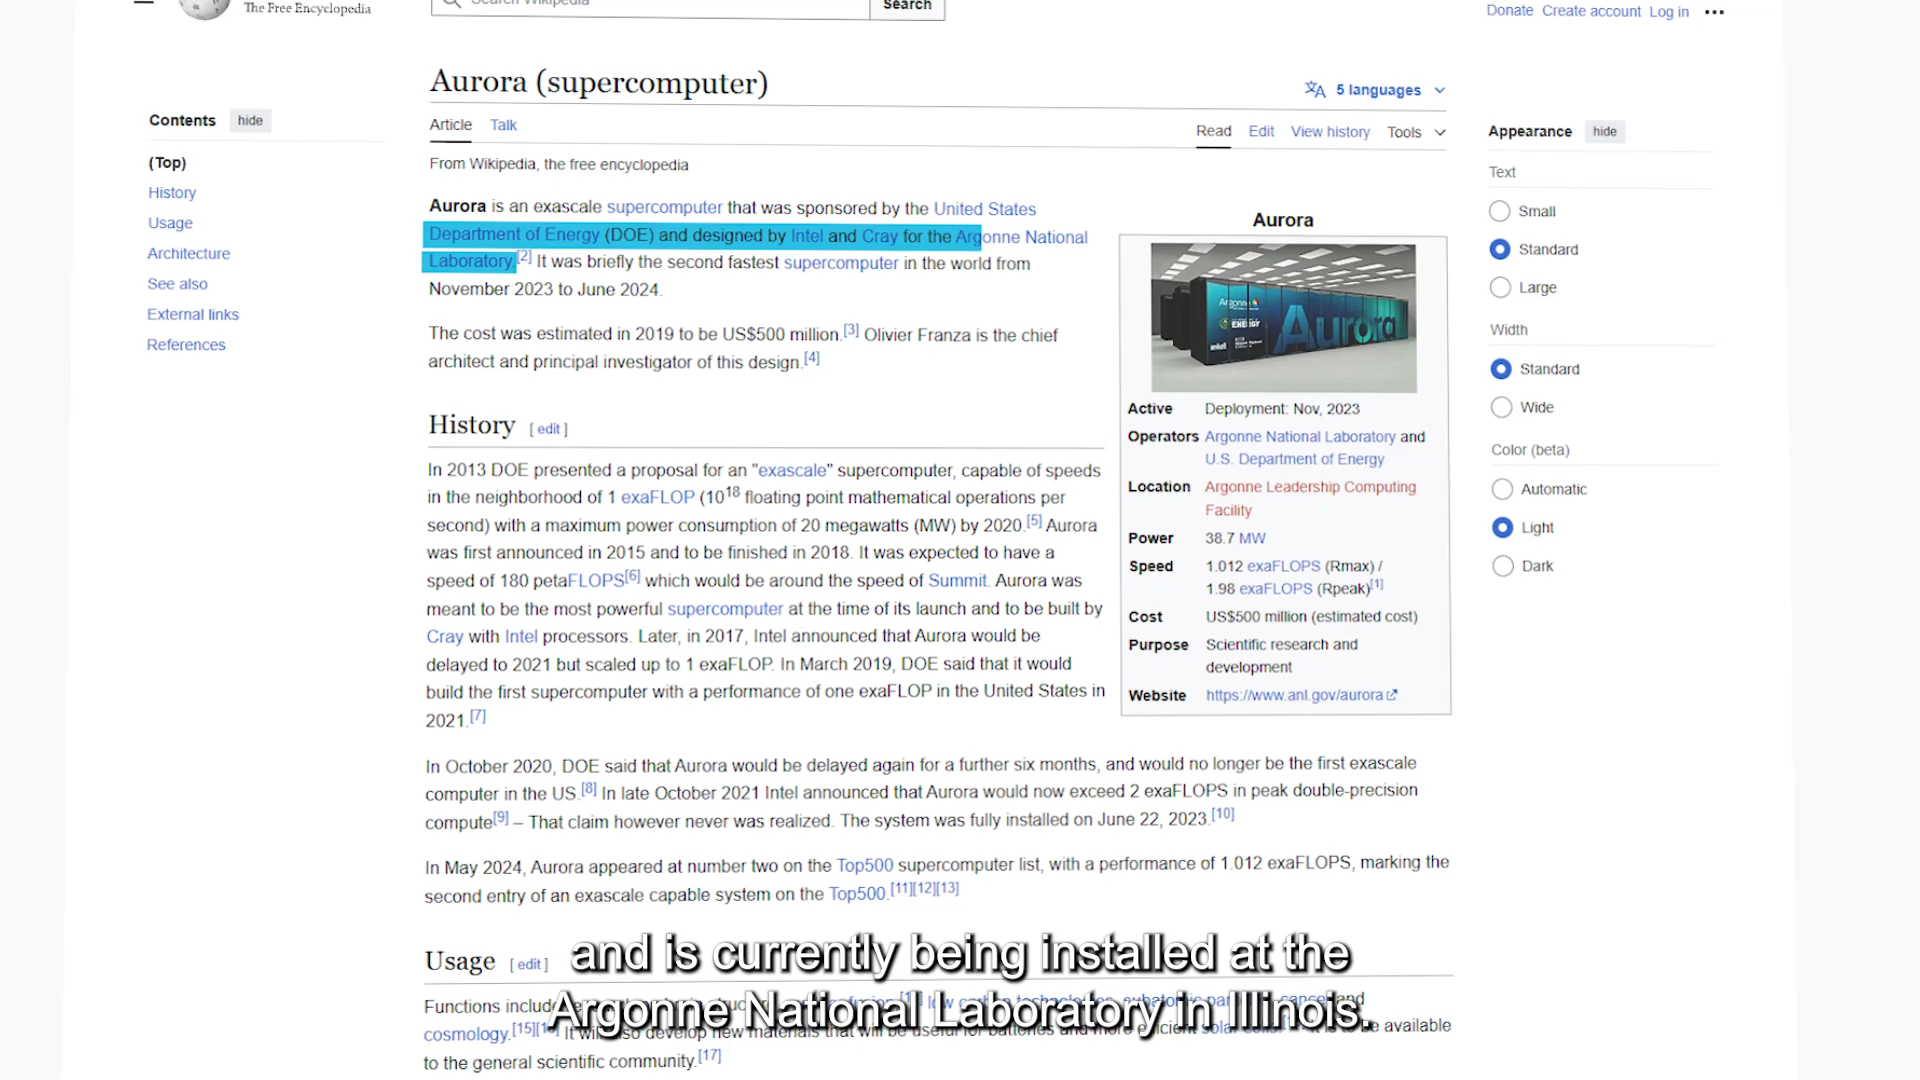 The Free Encyclopedia
Search Wikipedia
Search
Donate Create account Log in
Aurora (supercomputer)
5 languages
Contents hide
(Top)
History
Usage
Architecture
See also
External links
References
Article Talk
Read Edit View history Tools
From Wikipedia, the free encyclopedia
Aurora is an exascale supercomputer that was sponsored by the United States
Department of Energy (DOE) and designed by Intel and Cray for the Argonne National
Laboratory.[2] It was briefly the second fastest supercomputer in the world from
November 2023 to June 2024.
The cost was estimated in 2019 to be US$500 million.[3] Olivier Franza is the chief
architect and principal investigator of this design.[4]
History [ edit ]
In 2013 DOE presented a proposal for an "exascale" supercomputer, capable of speeds
in the neighborhood of 1 exaFLOP (10^18 floating point mathematical operations per
second) with a maximum power consumption of 20 megawatts (MW) by 2020.[5] Aurora
was first announced in 2015 and to be finished in 2018. It was expected to have a
speed of 180 petaFLOPS[6] which would be around the speed of Summit. Aurora was
meant to be the most powerful supercomputer at the time of its launch and to be built by
Cray with Intel processors. Later, in 2017, Intel announced that Aurora would be
delayed to 2021 but scaled up to 1 exaFLOP. In March 2019, DOE said that it would
build the first supercomputer with a performance of one exaFLOP in the United States in
2021.[7]
In October 2020, DOE said that Aurora would be delayed again for a further six months, and would no longer be the first exascale
computer in the US.[8] In late October 2021 Intel announced that Aurora would now exceed 2 exaFLOPS in peak double-precision
compute[9] – That claim however never was realized. The system was fully installed on June 22, 2023.[10]
In May 2024, Aurora appeared at number two on the Top500 supercomputer list, with a performance of 1.012 exaFLOPS, marking the
second entry of an exascale capable system on the Top500.[11][12][13]
Usage [ edit ]
Functions include
cosmology.[15] also develop new materials that will be useful for batteries and more available
to the general scientific community.[17]
Aurora
Argonne
ENERGY
intel
Aurora
Active Deployment: Nov, 2023
Operators Argonne National Laboratory and
U.S. Department of Energy
Location Argonne Leadership Computing
Facility
Power 38.7 MW
Speed 1.012 exaFLOPS (Rmax) /
1.98 exaFLOPS (Rpeak)[1]
Cost US$500 million (estimated cost)
Purpose Scientific research and
development
Website https://www.anl.gov/aurora
Appearance hide
Text
Small
Standard
Large
Width
Standard
Wide
Color (beta)
Automatic
Light
Dark
and is currently being installed at the
Argonne National Laboratory in Illinois.